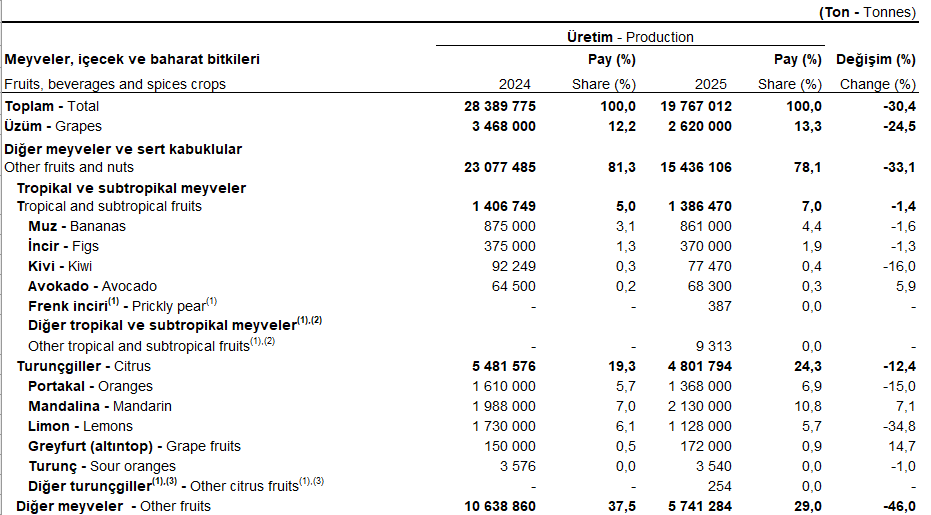 (Ton - Tonnes)
Üretim - Production
Meyveler, içecek ve baharat bitkileri Pay (%) Pay (%) Değişim (%)
Fruits, beverages and spices crops 2024 Share (%) 2025 Share (%) Change (%)
Toplam - Total 28 389 775 100,0 19 767 012 100,0 -30,4
Üzüm - Grapes 3 468 000 12,2 2 620 000 13,3 -24,5
Diğer meyveler ve sert kabuklular
Other fruits and nuts 23 077 485 81,3 15 436 106 78,1 -33,1
Tropikal ve subtropikal meyveler
Tropical and subtropical fruits 1 406 749 5,0 1 386 470 7,0 -1,4
Muz - Bananas 875 000 3,1 861 000 4,4 -1,6
İncir - Figs 375 000 1,3 370 000 1,9 -1,3
Kivi - Kiwi 92 249 0,3 77 470 0,4 -16,0
Avokado - Avocado 64 500 0,2 68 300 0,3 5,9
Frenk inciri(1) - Prickly pear(1) - - 387 0,0 -
Diğer tropikal ve subtropikal meyveler(1),(2)
Other tropical and subtropical fruits(1),(2) - - 9 313 0,0 -
Turunçgiller - Citrus 5 481 576 19,3 4 801 794 24,3 -12,4
Portakal - Oranges 1 610 000 5,7 1 368 000 6,9 -15,0
Mandalina - Mandarin 1 988 000 7,0 2 130 000 10,8 7,1
Limon - Lemons 1 730 000 6,1 1 128 000 5,7 -34,8
Greyfurt (altıntop) - Grape fruits 150 000 0,5 172 000 0,9 14,7
Turunç - Sour oranges 3 576 0,0 3 540 0,0 -1,0
Diğer turunçgiller(1),(3) - Other citrus fruits(1),(3) - - 254 0,0 -
Diğer meyveler - Other fruits 10 638 860 37,5 5 741 284 29,0 -46,0